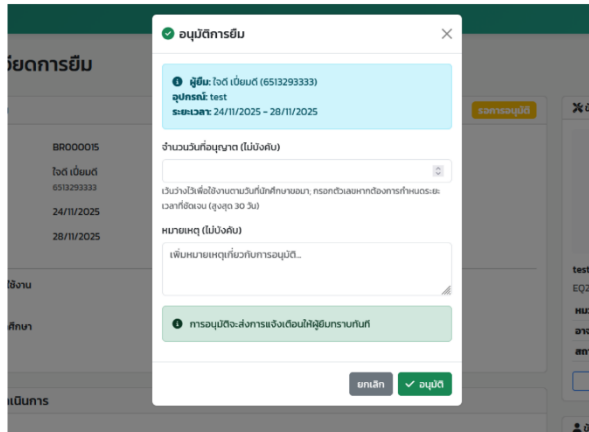 อนุมัติการยืม
ียดการยืม
ผู้ยืม: ใจดี เปี่ยมดี (6513293333)
อุปกรณ์: test
ระยะเวลา: 24/11/2025 - 28/11/2025
รอการอนุมัติ
จำนวนวันที่อนุญาต (ไม่บังคับ)
BR000015
ใจดี เปี่ยมดี
6513293333
เว้นว่างไว้เพื่อใช้งานตามวันที่นักศึกษาขอมา; กรอกตัวเลขหากต้องการกำหนดระยะ
เวลาที่ชัดเจน (สูงสุด 30 วัน)
24/11/2025
หมายเหตุ (ไม่บังคับ)
28/11/2025
เพิ่มหมายเหตุเกี่ยวกับการอนุมัติ...
test
ใช้งาน
EQ2
การอนุมัติจะส่งการแจ้งเตือนให้ผู้ยืมทราบทันที
ศึกษา
ยกเลิก
อนุมัติ
เนินการ